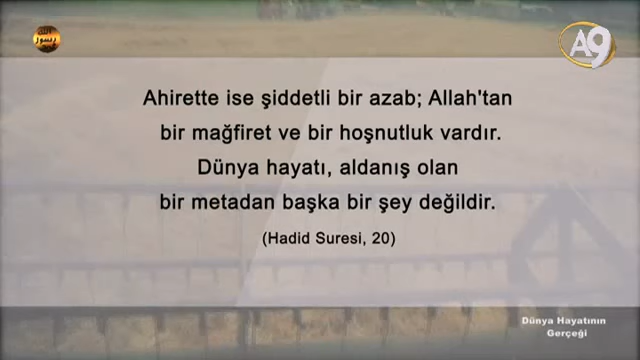 A9
Ahirette ise şiddetli bir azab; Allah'tan
bir mağfiret ve bir hoşnutluk vardır.
Dünya hayatı, aldanış olan
bir metadan başka bir şey değildir.
(Hadid Suresi, 20)
Dünya Hayatının
Gerçeği